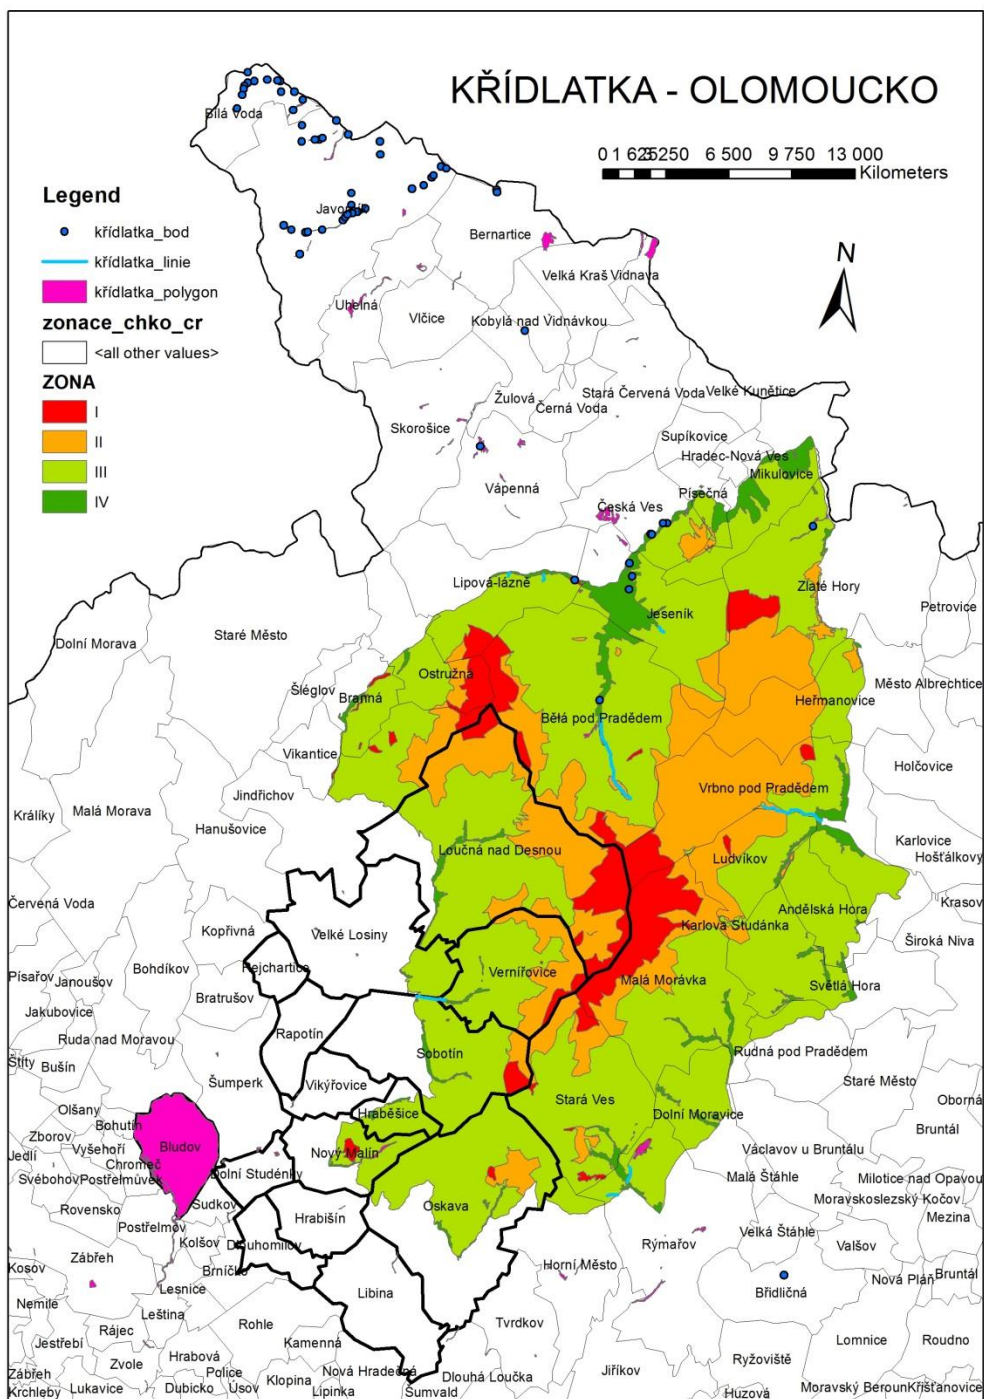 KŘÍDLATKA - OLOMOUCKO
0 1 625 3 250 6 500 9 750 13 000
Kilometers
N
Legend
křídlatka_bod
křídlatka_linie
křídlatka_polygon
zonace_chko_cr
<all other values>
ZONA
I
II
III
IV
Bílá Voda
Javorník
Bernartice
Velká Kraš Vidnava
Uhelná
Vlčice
Kobylá nad Vidnávkou
Žulová
Stará Červená Voda
Velké Kunětice
Černá Voda
Skorošice
Supíkovice
Hradec-Nová Ves
Mikulovice
Vápenná
Písečná
Česká Ves
Lipová-lázně
Zlaté Hory
Jeseník
Petrovice
Staré Město
Dolní Morava
Ostružná
Šléglov
Branná
Město Albrechtice
Heřmanovice
Bělá pod Pradědem
Vikantice
Holčovice
Jindřichov
Vrbno pod Pradědem
Malá Morava
Králíky
Hanušovice
Karlovice
Loučná nad Desnou
Ludvíkov
Hošťálkovy
Červená Voda
Andělská Hora
Krasov
Kopřivná
Velké Losiny
Karlova Studánka
Široká Niva
Bohdíkov
Rejchartice
Vernířovice
Písařov
Janoušov
Malá Morávka
Světlá Hora
Bratrušov
Jakubovice
Rapotín
Ruda nad Moravou
Sobotín
Rudná pod Pradědem
Štíty
Bušín
Šumperk
Vikýřovice
Staré Město
Stará Ves
Oborná
Olšany
Hraběšice
Dolní Moravice
Bohutín
Bruntál
Zborov
Vyšehoří
Bludov
Nový Malín
Václavov u Bruntálu
Jedlí
Chromeč
Dolní Studénky
Malá Štáhle
Milotice nad Opavou
Svébohov
Postřelmůvek
Moravskoslezský Kočov
Rovensko
Sudkov
Oskava
Hrabišín
Mezina
Postřelmov
Velká Štáhle
Kolšov
Dlouhomilov
Rýmařov
Valšov
Zábřeh
Kosov
Brníčko
Horní Město
Nová Pláň
Bruntál
Lesnice
Libina
Břidličná
Nemile
Leština
Rohle
Tvrdkov
Rájec
Jestřebí
Kamenná
Lomnice
Roudno
Zvole
Hrabová
Ryžoviště
Zábřeh
Police
Nová Hradečná
Jiříkov
Klopina
Dlouhá Loučka
Krchleby
Lukavice
Dubicko
Úsov
Lipinka
Šumvald
Huzová
Moravský Beroun
Křišťanovice